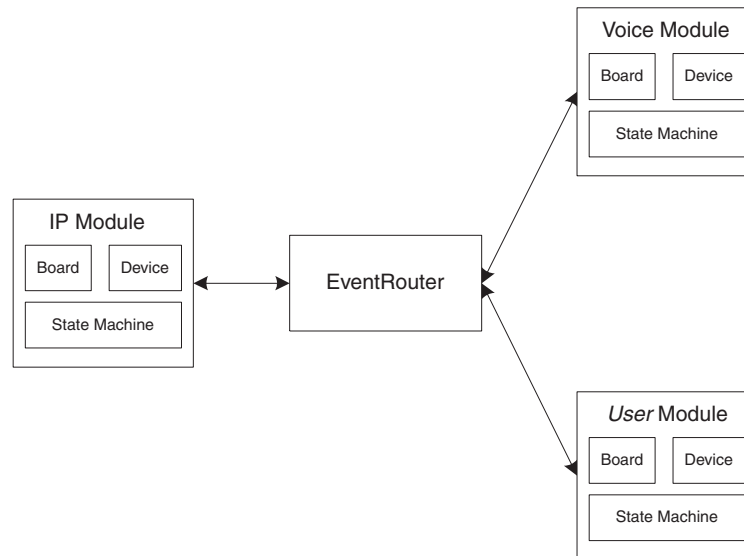 Voice Module
Board
Device
State Machine
IP Module
Board
Device
State Machine
EventRouter
User Module
Board
Device
State Machine